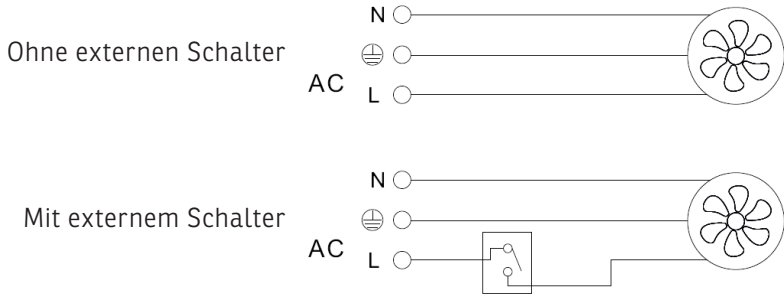 N
Ohne externen Schalter
AC
L
N
Mit externem Schalter
AC
L